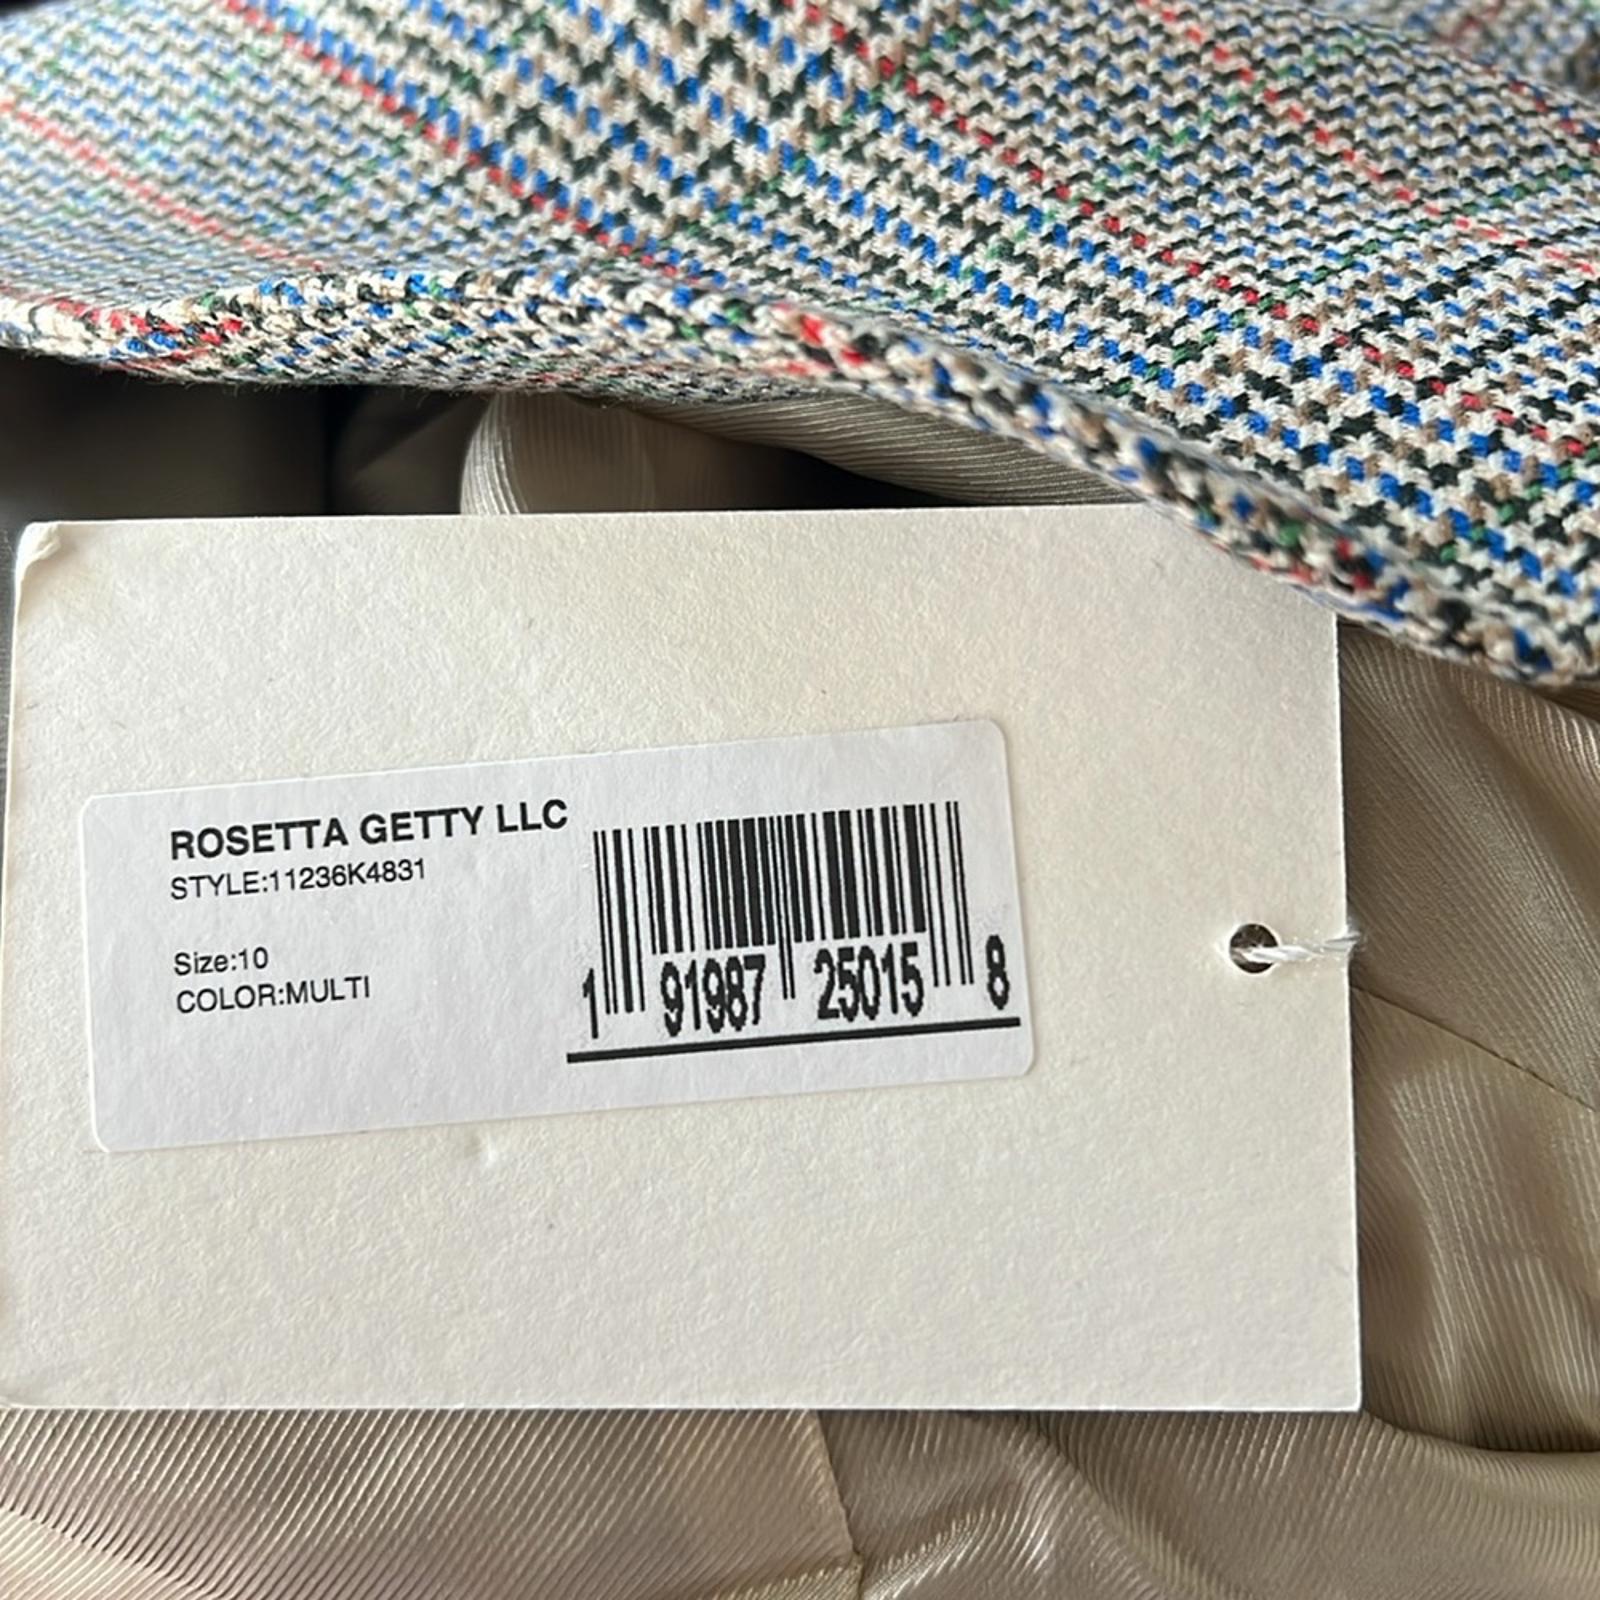 ROSETTA GETTY LLC
STYLE:11236K4831
Size:10
COLOR:MULTI
1 91987 25015 8